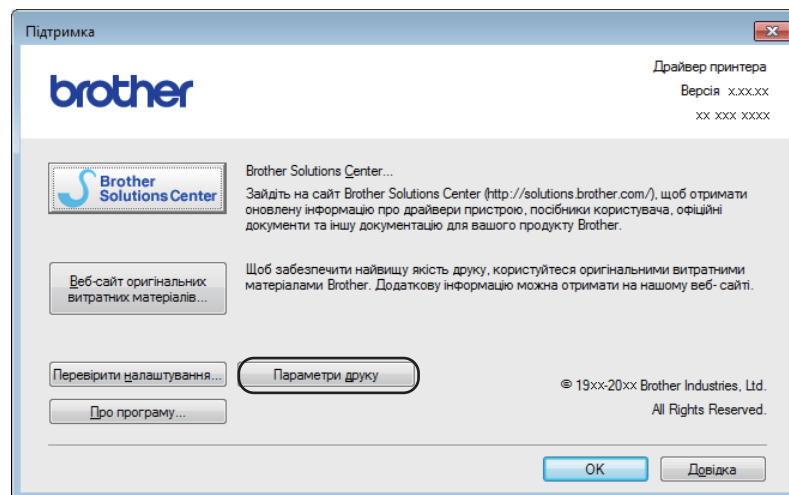 Підтримка
brother
Драйвер принтера
Версія x.xx.xx
xx xxx xxxx
Brother
Solutions Center
Brother Solutions Center...
Зайдіть на сайт Brother Solutions Center (http://solutions.brother.com/), щоб отримати
оновлену інформацію про драйвери пристрою, посібники користувача, офіційні
документи та іншу документацію для вашого продукту Brother.
Веб-сайт оригінальних
витратних матеріалів...
Щоб забезпечити найвищу якість друку, користуйтеся оригінальними витратними
матеріалами Brother. Додаткову інформацію можна отримати на нашому веб- сайті.
Перевірити налаштування...
Параметри друку
Про програму...
© 19xx-20xx Brother Industries, Ltd.
All Rights Reserved.
OK
Довідка